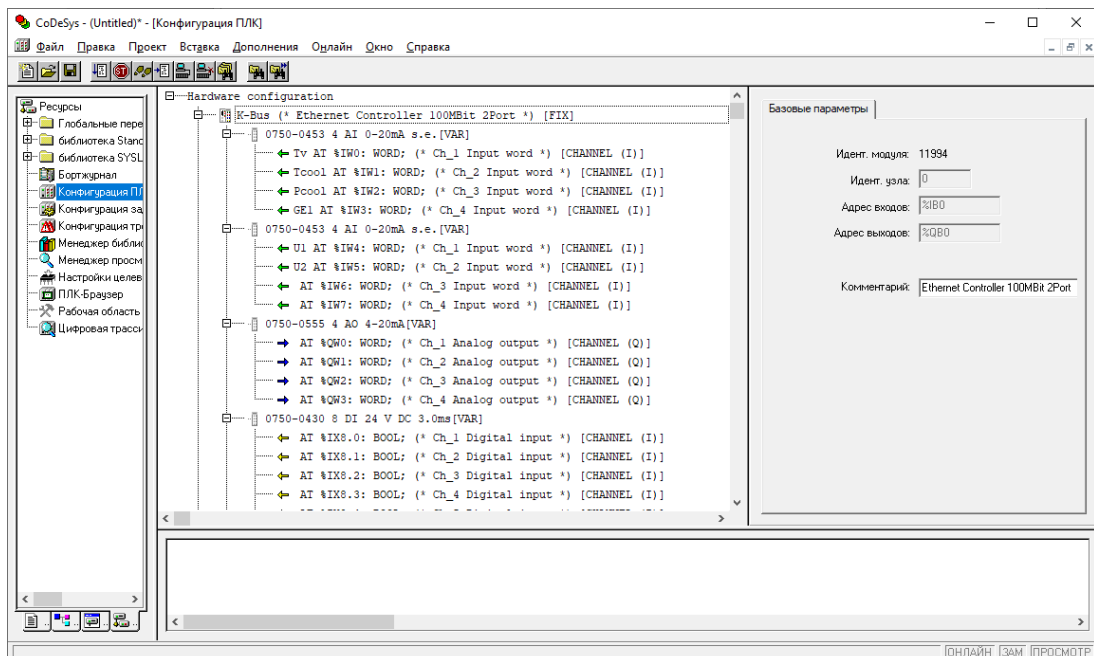 CoDeSys - (Untitled)* - [Конфигурация ПЛК]
Файл Правка Проект Вставка Дополнения Онлайн Окно Справка
Ресурсы
Глобальные пере
библиотека Stanc
библиотека SYSL
Бортжурнал
Конфигурация ПЛ
Конфигурация за
Конфигурация тр
Менеджер библис
Менеджер просм
Настройки целев
ПЛК-Браузер
Рабочая область
Цифровая трасси
Hardware configuration
K-Bus (* Ethernet Controller 100MBit 2Port *) [FIX]
0750-0453 4 AI 0-20mA s.e.[VAR]
Tv AT %IW0: WORD; (* Ch_1 Input word *) [CHANNEL (I)]
Tcool AT %IW1: WORD; (* Ch_2 Input word *) [CHANNEL (I)]
Pcool AT %IW2: WORD; (* Ch_3 Input word *) [CHANNEL (I)]
GE1 AT %IW3: WORD; (* Ch_4 Input word *) [CHANNEL (I)]
0750-0453 4 AI 0-20mA s.e.[VAR]
U1 AT %IW4: WORD; (* Ch_1 Input word *) [CHANNEL (I)]
U2 AT %IW5: WORD; (* Ch_2 Input word *) [CHANNEL (I)]
AT %IW6: WORD; (* Ch_3 Input word *) [CHANNEL (I)]
AT %IW7: WORD; (* Ch_4 Input word *) [CHANNEL (I)]
0750-0555 4 AO 4-20mA[VAR]
AT %QW0: WORD; (* Ch_1 Analog output *) [CHANNEL (Q)]
AT %QW1: WORD; (* Ch_2 Analog output *) [CHANNEL (Q)]
AT %QW2: WORD; (* Ch_3 Analog output *) [CHANNEL (Q)]
AT %QW3: WORD; (* Ch_4 Analog output *) [CHANNEL (Q)]
0750-0430 8 DI 24 V DC 3.0ms[VAR]
AT %IX8.0: BOOL; (* Ch_1 Digital input *) [CHANNEL (I)]
AT %IX8.1: BOOL; (* Ch_2 Digital input *) [CHANNEL (I)]
AT %IX8.2: BOOL; (* Ch_3 Digital input *) [CHANNEL (I)]
AT %IX8.3: BOOL; (* Ch_4 Digital input *) [CHANNEL (I)]
Базовые параметры
Идент. модуля: 11994
Идент. узла: 0
Адрес входов: %IB0
Адрес выходов: %QB0
Комментарий: Ethernet Controller 100MBit 2Port
ОНЛАЙН ЗАМ ПРОСМОТР